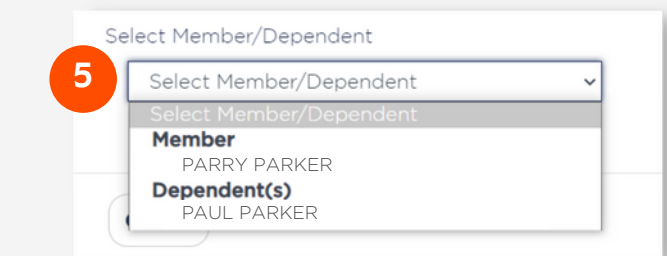 Select Member/Dependent
5
Select Member/Dependent
Select Member/Dependent
Member
PARRY PARKER
Dependent(s)
PAUL PARKER